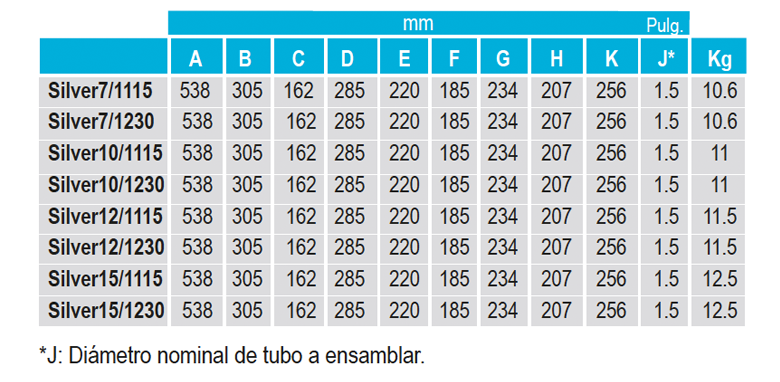 mm Pulg.
A B C D E F G H K J* Kg
Silver7/1115 538 305 162 285 220 185 234 207 256 1.5 10.6
Silver7/1230 538 305 162 285 220 185 234 207 256 1.5 10.6
Silver10/1115 538 305 162 285 220 185 234 207 256 1.5 11
Silver10/1230 538 305 162 285 220 185 234 207 256 1.5 11
Silver12/1115 538 305 162 285 220 185 234 207 256 1.5 11.5
Silver12/1230 538 305 162 285 220 185 234 207 256 1.5 11.5
Silver15/1115 538 305 162 285 220 185 234 207 256 1.5 12.5
Silver15/1230 538 305 162 285 220 185 234 207 256 1.5 12.5
*J: Diámetro nominal de tubo a ensamblar.